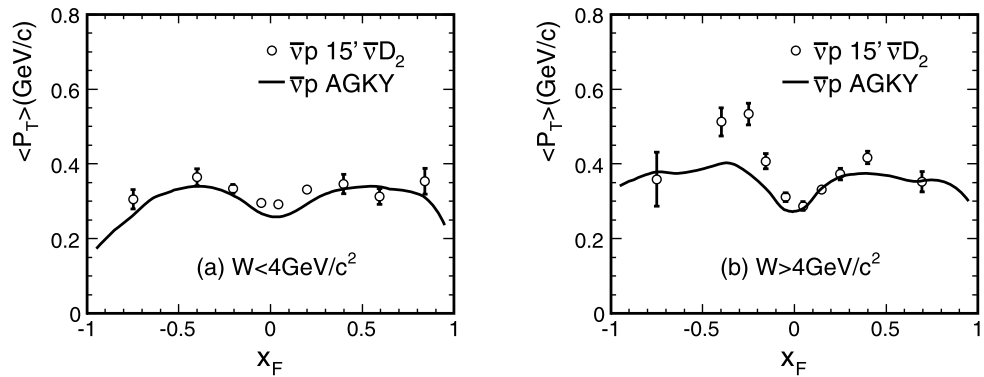 <P_T>(GeV/c)
0.8
0.6
0.4
0.2
0
ν̅p 15' ν̅D₂
ν̅p AGKY
(a) W<4GeV/c²
-1 -0.5 0 0.5 1
x_F
<P_T>(GeV/c)
0.8
0.6
0.4
0.2
0
ν̅p 15' ν̅D₂
ν̅p AGKY
(b) W>4GeV/c²
-1 -0.5 0 0.5 1
x_F